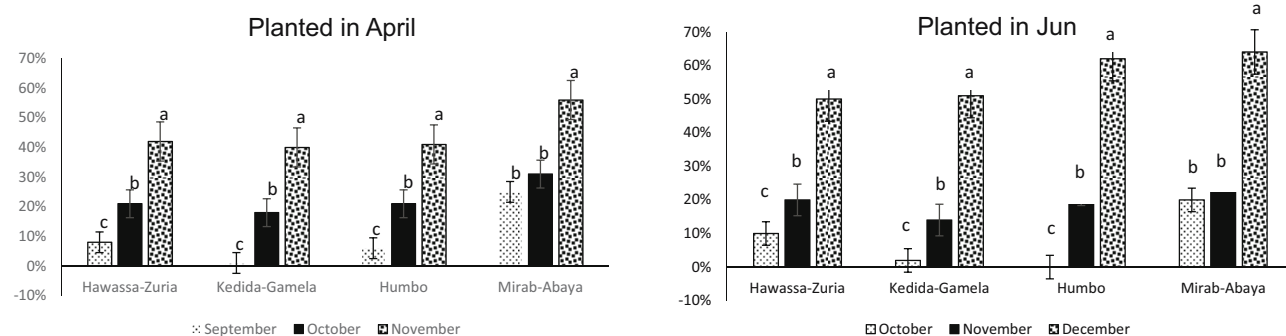 Planted in April
70%
60%
50%
40%
30%
20%
10%
0%
-10%
c b a
c b a
c b a
b b a
Hawassa-Zuria Kedida-Gamela Humbo Mirab-Abaya
September October November
Planted in Jun
70%
60%
50%
40%
30%
20%
10%
0%
-10%
c b a
c b a
c b a
b b a
Hawassa-Zuria Kedida-Gamela Humbo Mirab-Abaya
October November December